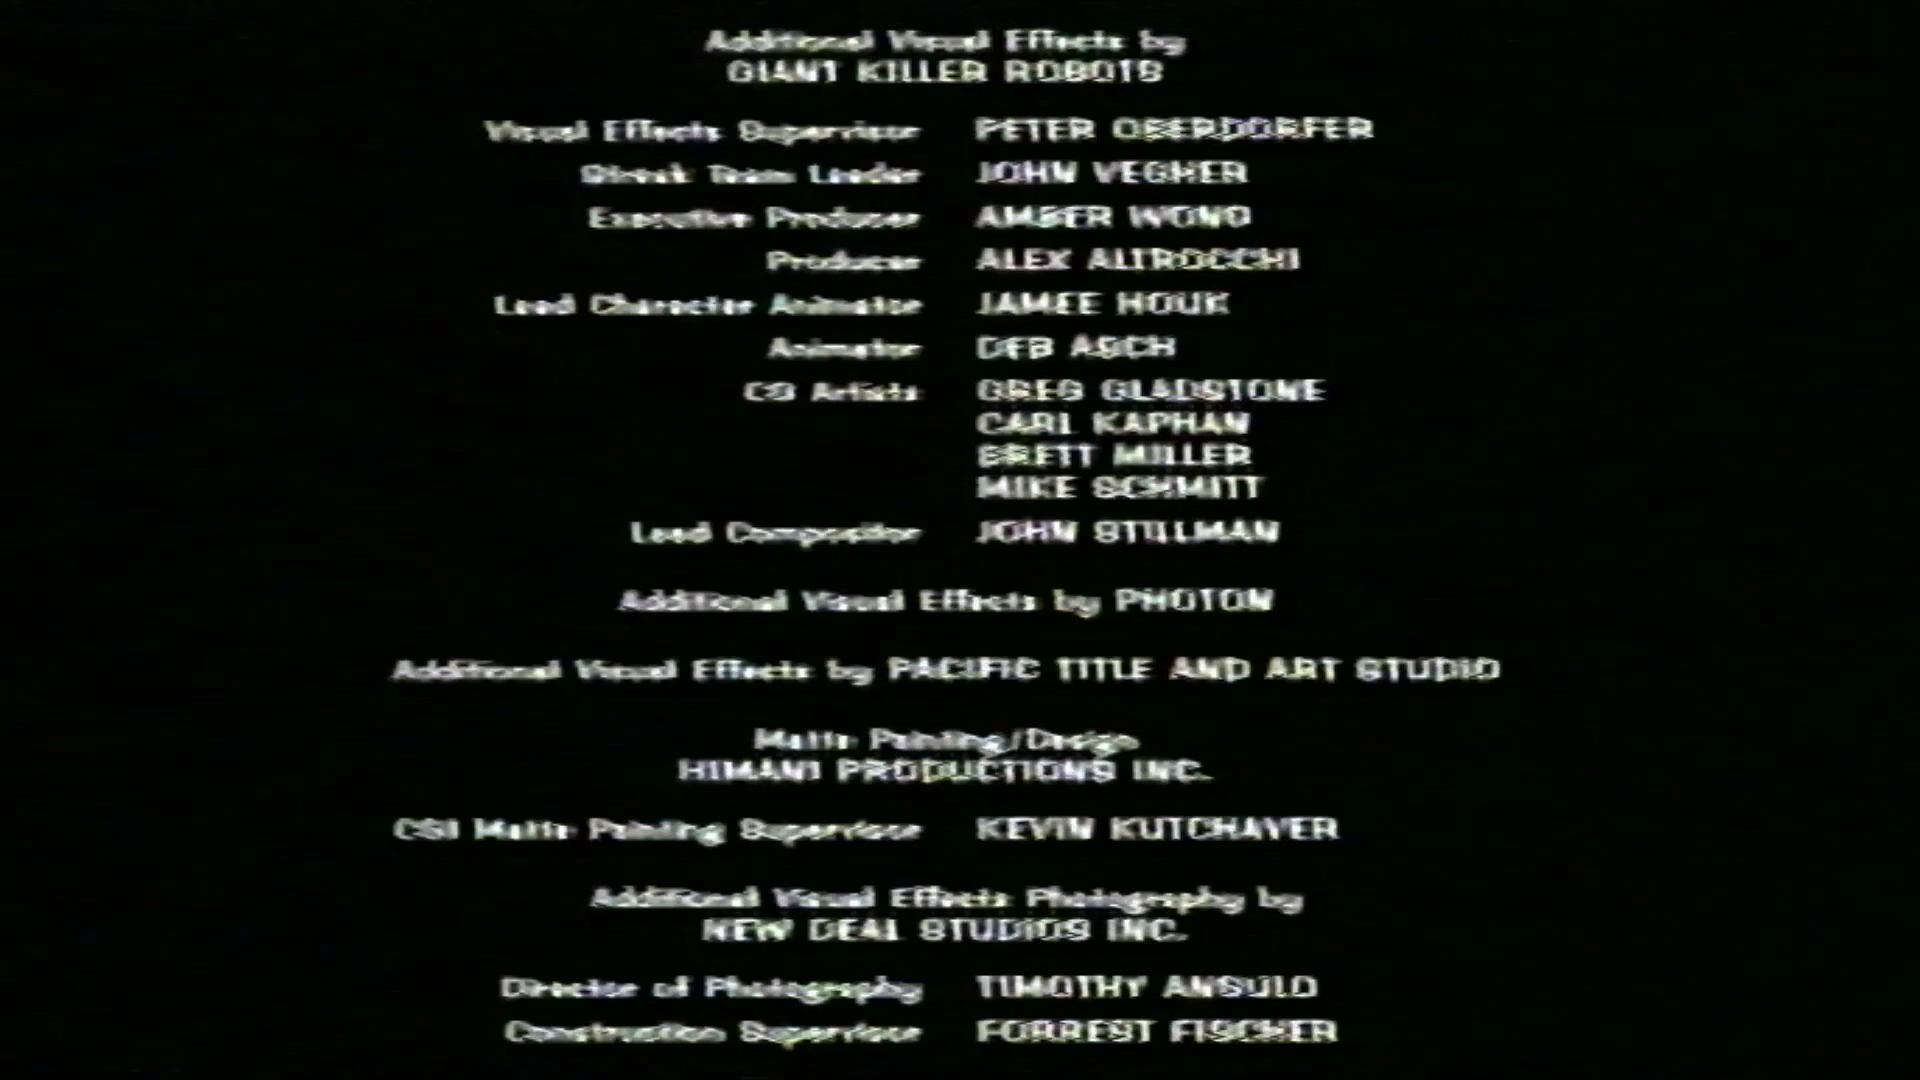 Additional Visual Effects by
GIANT KILLER ROBOTS
Visual Effects Supervisor PETER OBERDORFER
Streak Team Leader JOHN VEGHER
Executive Producer AMBER WONG
Producer ALEX ALTROCCHI
Lead Character Animator JAMEE HOUK
Animator DEB ASCH
CG Artists GREG GLADSTONE
CARL KAPHAN
BRETT MILLER
MIKE SCHMITT
Lead Compositor JOHN STILLMAN
Additional Visual Effects by PHOTON
Additional Visual Effects by PACIFIC TITLE AND ART STUDIO
Matte Painting/Design
HIMANI PRODUCTIONS INC.
CGI Matte Painting Supervisor KEVIN KUTCHAVER
Additional Visual Effects Photography by
NEW DEAL STUDIOS INC.
Director of Photography TIMOTHY ANGULO
Construction Supervisor FORREST FISCHER